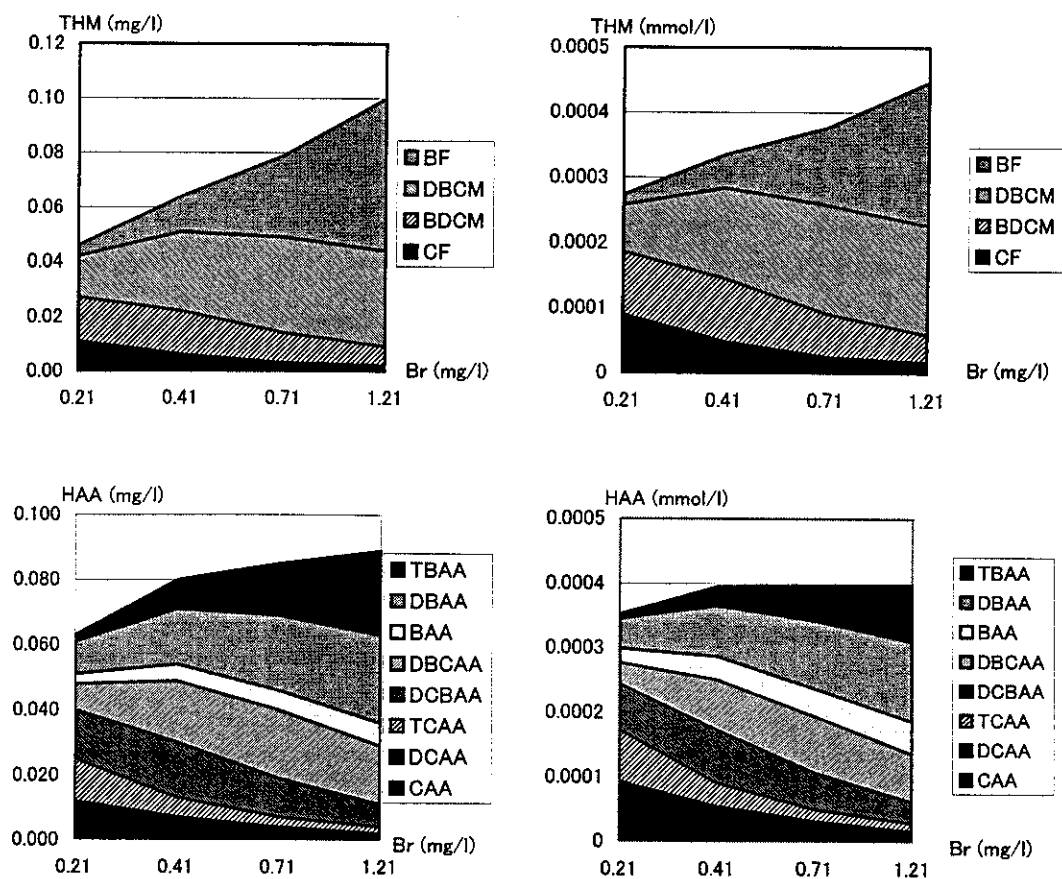 THM (mg/l)
0.12
0.10
0.08
0.06
0.04
0.02
0.00
BF
DBCM
BDCM
CF
Br (mg/l)
0.21 0.41 0.71 1.21
THM (mmol/l)
0.0005
0.0004
0.0003
0.0002
0.0001
0
BF
DBCM
BDCM
CF
Br (mg/l)
0.21 0.41 0.71 1.21
HAA (mg/l)
0.100
0.080
0.060
0.040
0.020
0.000
TBAA
DBAA
BAA
DBCAA
DCBAA
TCAA
DCAA
CAA
Br (mg/l)
0.21 0.41 0.71 1.21
HAA (mmol/l)
0.0005
0.0004
0.0003
0.0002
0.0001
0
TBAA
DBAA
BAA
DBCAA
DCBAA
TCAA
DCAA
CAA
Br (mg/l)
0.21 0.41 0.71 1.21